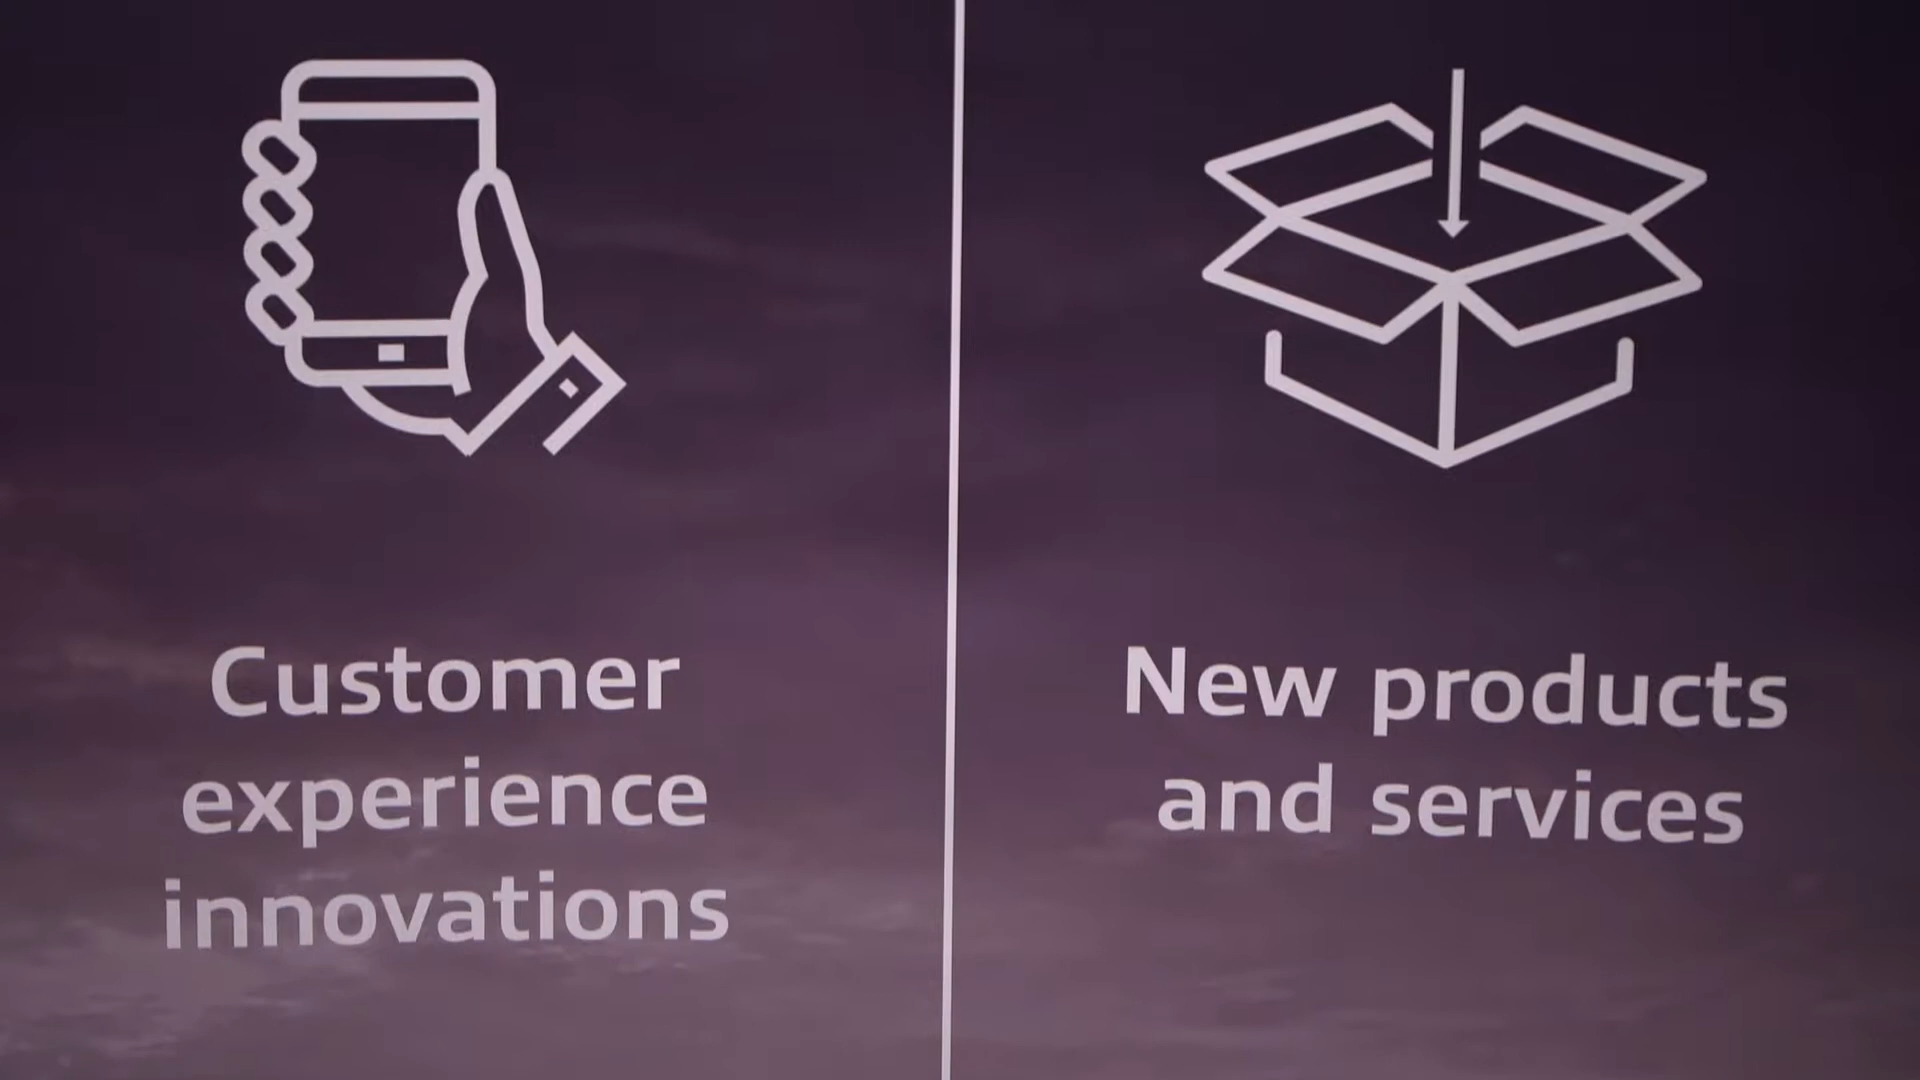 Customer
experience
innovations
New products
and services